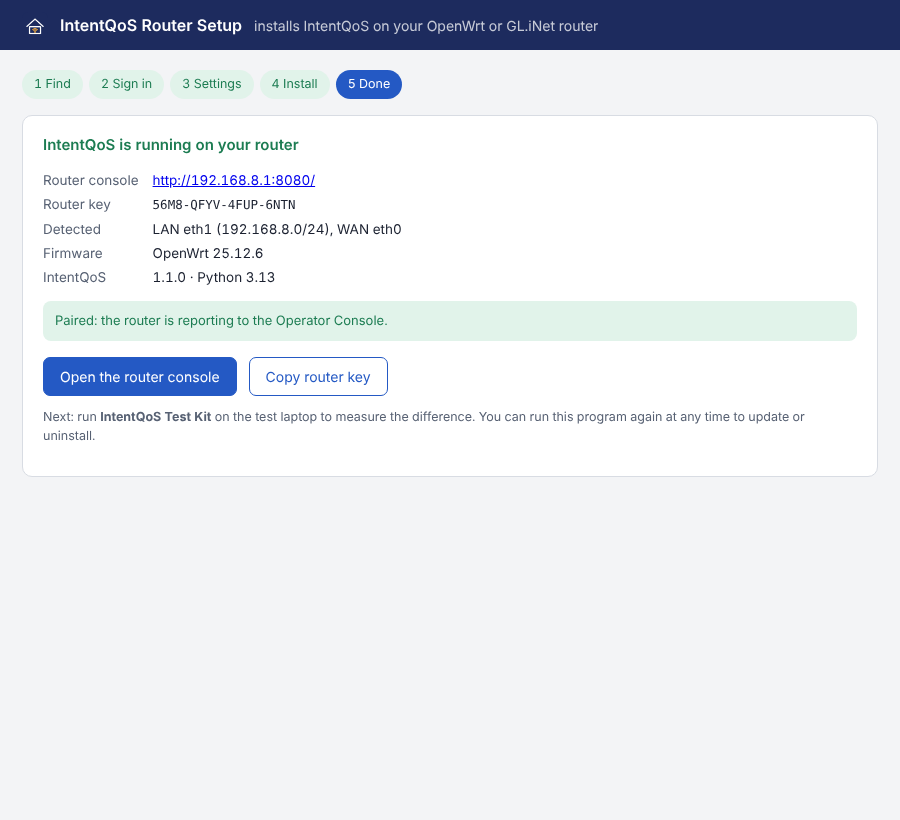 IntentQoS Router Setup installs IntentQoS on your OpenWrt or GL.iNet router
1 Find 2 Sign in 3 Settings 4 Install 5 Done
IntentQoS is running on your router
Router console http://192.168.8.1:8080/
Router key 56M8-QFYV-4FUP-6NTN
Detected LAN eth1 (192.168.8.0/24), WAN eth0
Firmware OpenWrt 25.12.6
IntentQoS 1.1.0 · Python 3.13
Paired: the router is reporting to the Operator Console.
Open the router console Copy router key
Next: run IntentQoS Test Kit on the test laptop to measure the difference. You can run this program again at any time to update or
uninstall.